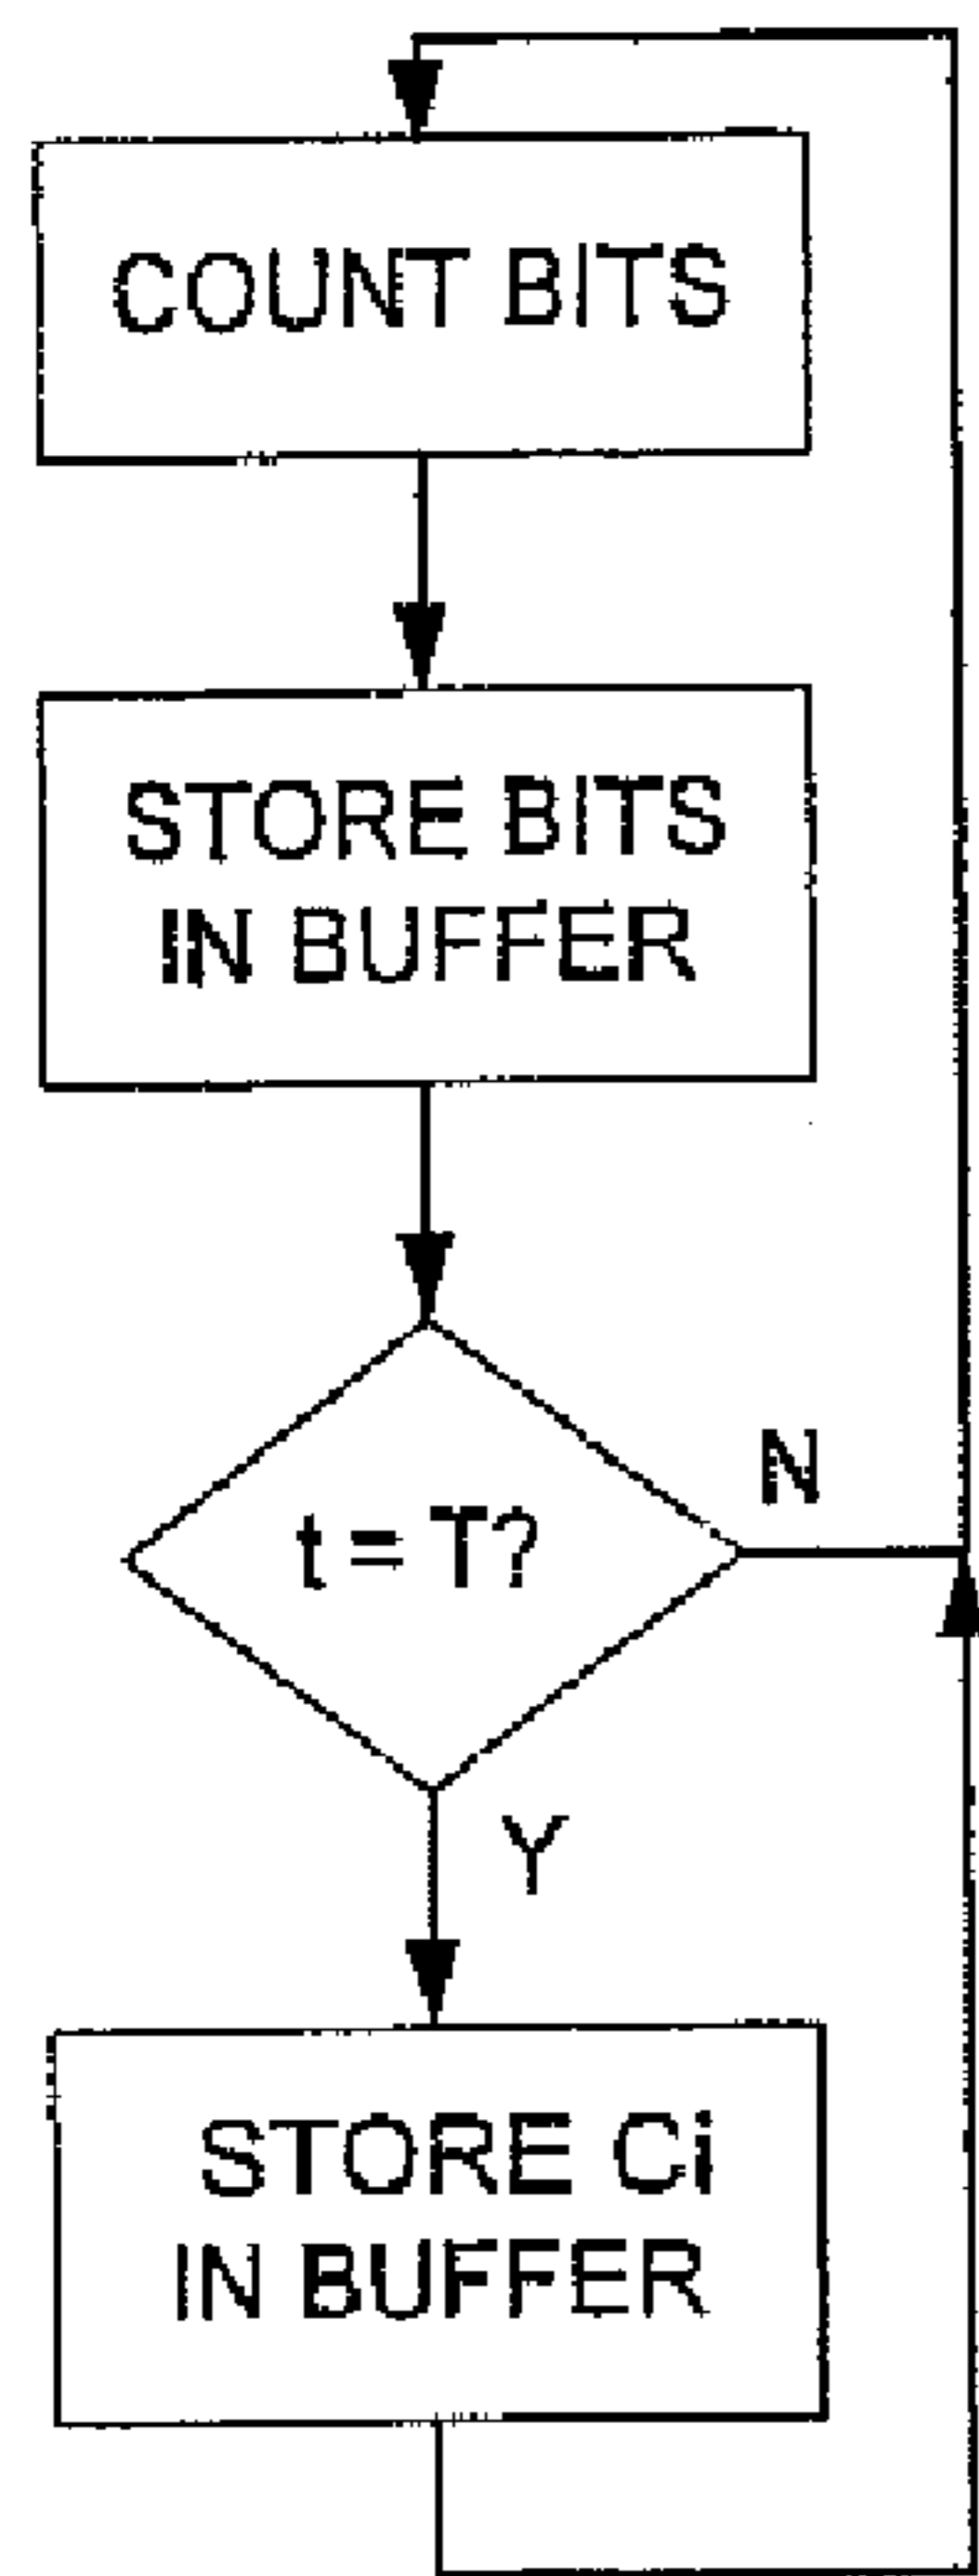 COUNT BITS
STORE BITS
IN BUFFER
t = T?
N
Y
STORE Ci
IN BUFFER